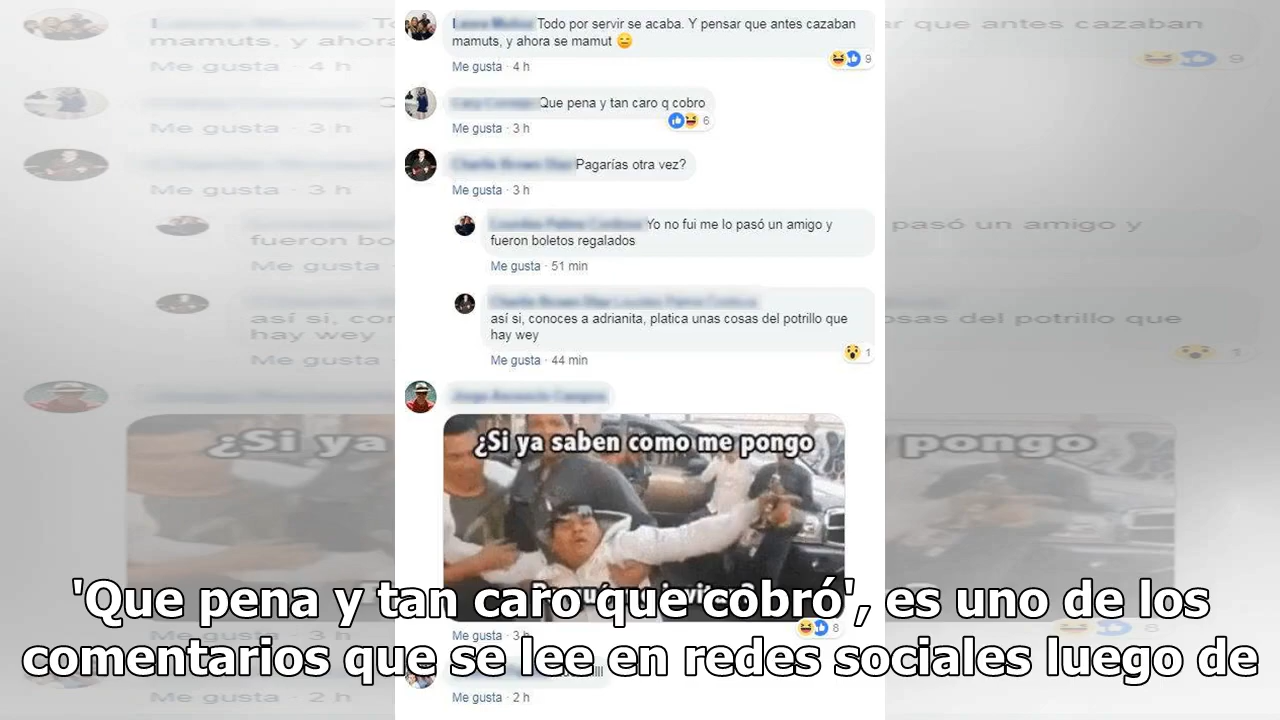 Todo por servir se acaba. Y pensar que antes cazaban
mamuts, y ahora se mamut
9
Me gusta · 4 h
Que pena y tan caro q cobro
6
Me gusta · 3 h
Pagarías otra vez?
Me gusta · 3 h
Yo no fui me lo pasó un amigo y
fueron boletos regalados
Me gusta · 51 min
así si, conoces a adrianita, platica unas cosas del potrillo que
hay wey
1
Me gusta · 44 min
¿Si ya saben como me pongo
8
Me gusta · 3 h
'Que pena y tan caro que cobró', es uno de los
comentarios que se lee en redes sociales luego de
Me gusta · 2 h